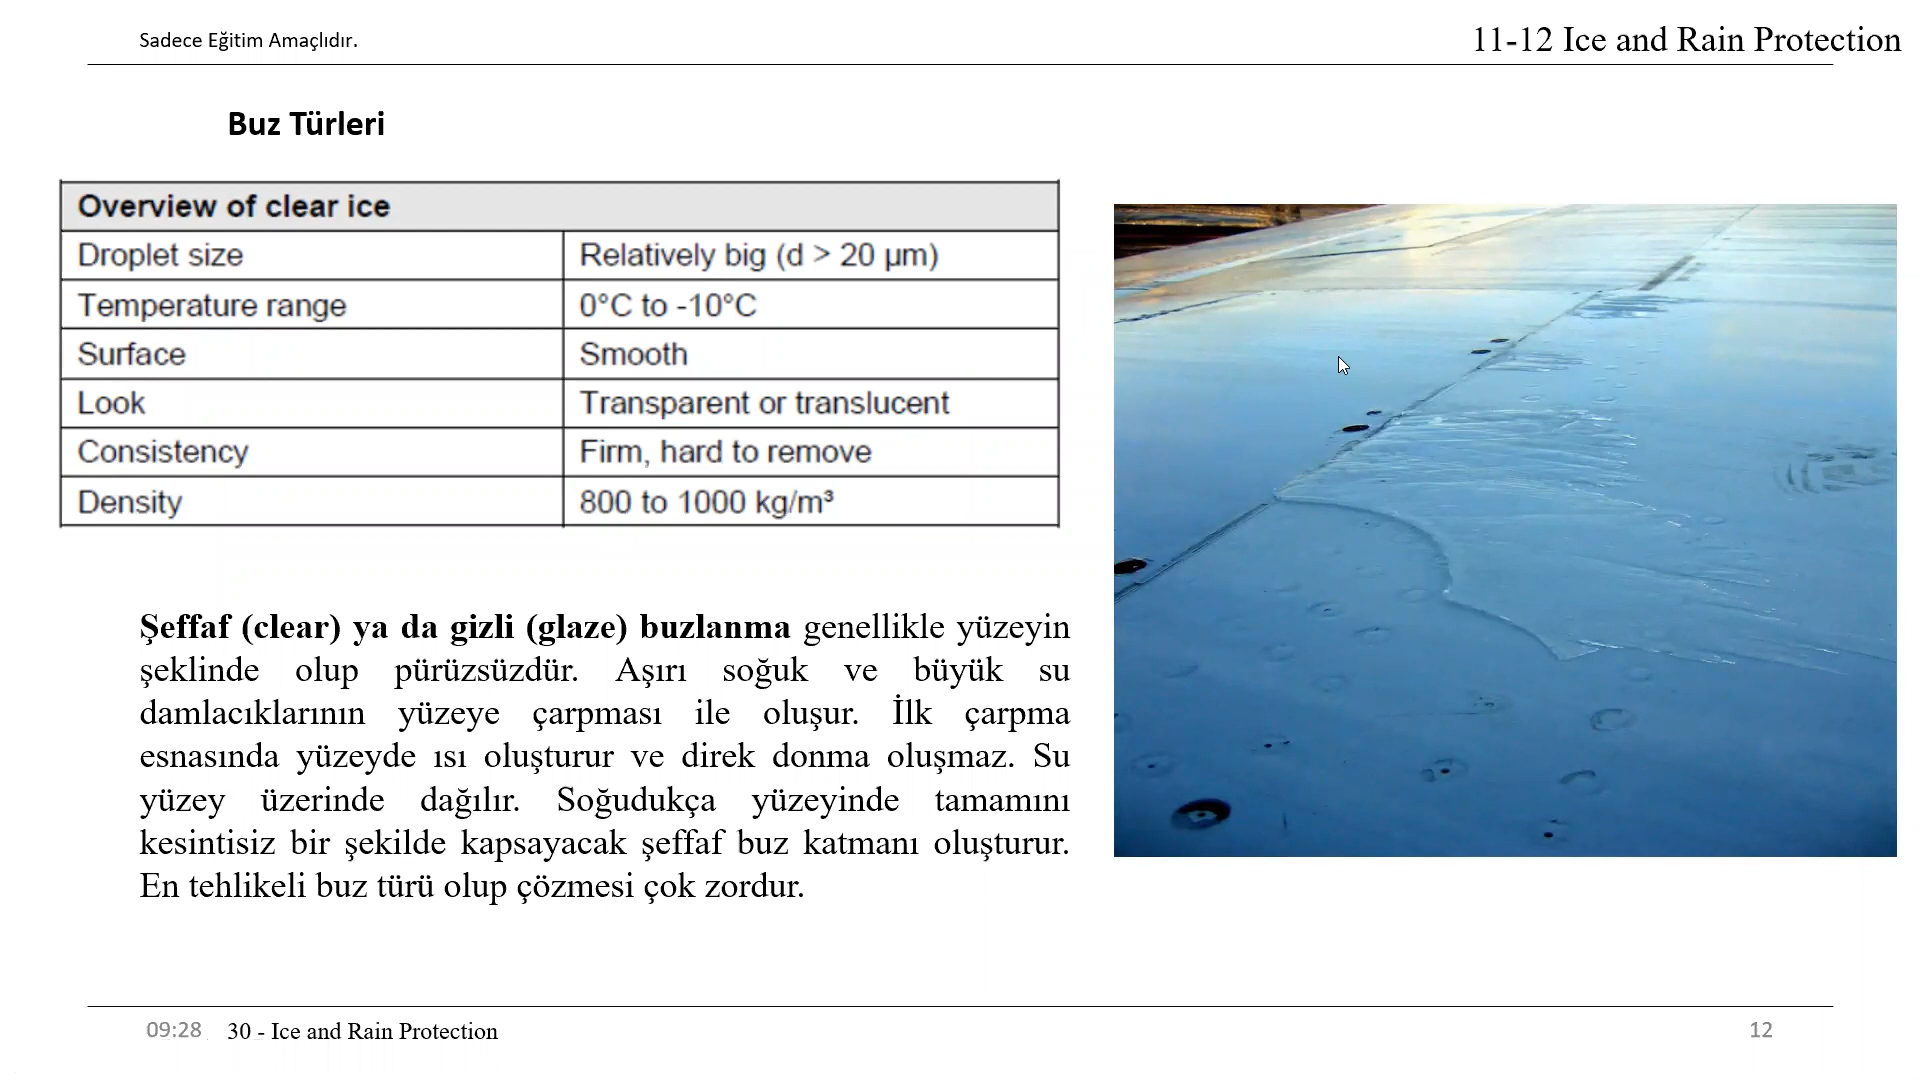 Sadece Eğitim Amaçlıdır.
11-12 Ice and Rain Protection
Buz Türleri
Overview of clear ice
Droplet size Relatively big (d > 20 µm)
Temperature range 0°C to -10°C
Surface Smooth
Look Transparent or translucent
Consistency Firm, hard to remove
Density 800 to 1000 kg/m³
Şeffaf (clear) ya da gizli (glaze) buzlanma genellikle yüzeyin
şeklinde olup pürüzsüzdür. Aşırı soğuk ve büyük su
damlacıklarının yüzeye çarpması ile oluşur. İlk çarpma
esnasında yüzeyde ısı oluşturur ve direk donma oluşmaz. Su
yüzey üzerinde dağılır. Soğudukça yüzeyinde tamamını
kesintisiz bir şekilde kapsayacak şeffaf buz katmanı oluşturur.
En tehlikeli buz türü olup çözmesi çok zordur.
09:28 30 - Ice and Rain Protection 12